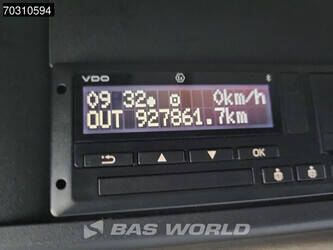 70310594
VDO
09 32 0km/h
OUT 927861.7km
OK
BAS WORLD